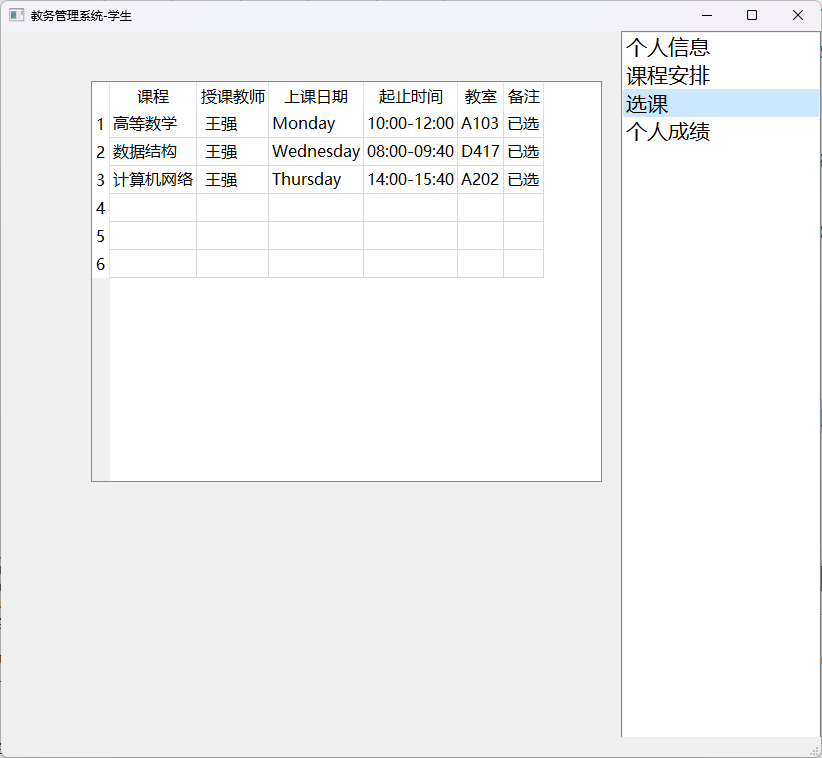 教务管理系统-学生
课程 授课教师 上课日期 起止时间 教室 备注
1 高等数学 王强 Monday 10:00-12:00 A103 已选
2 数据结构 王强 Wednesday 08:00-09:40 D417 已选
3 计算机网络 王强 Thursday 14:00-15:40 A202 已选
4
5
6
个人信息
课程安排
选课
个人成绩